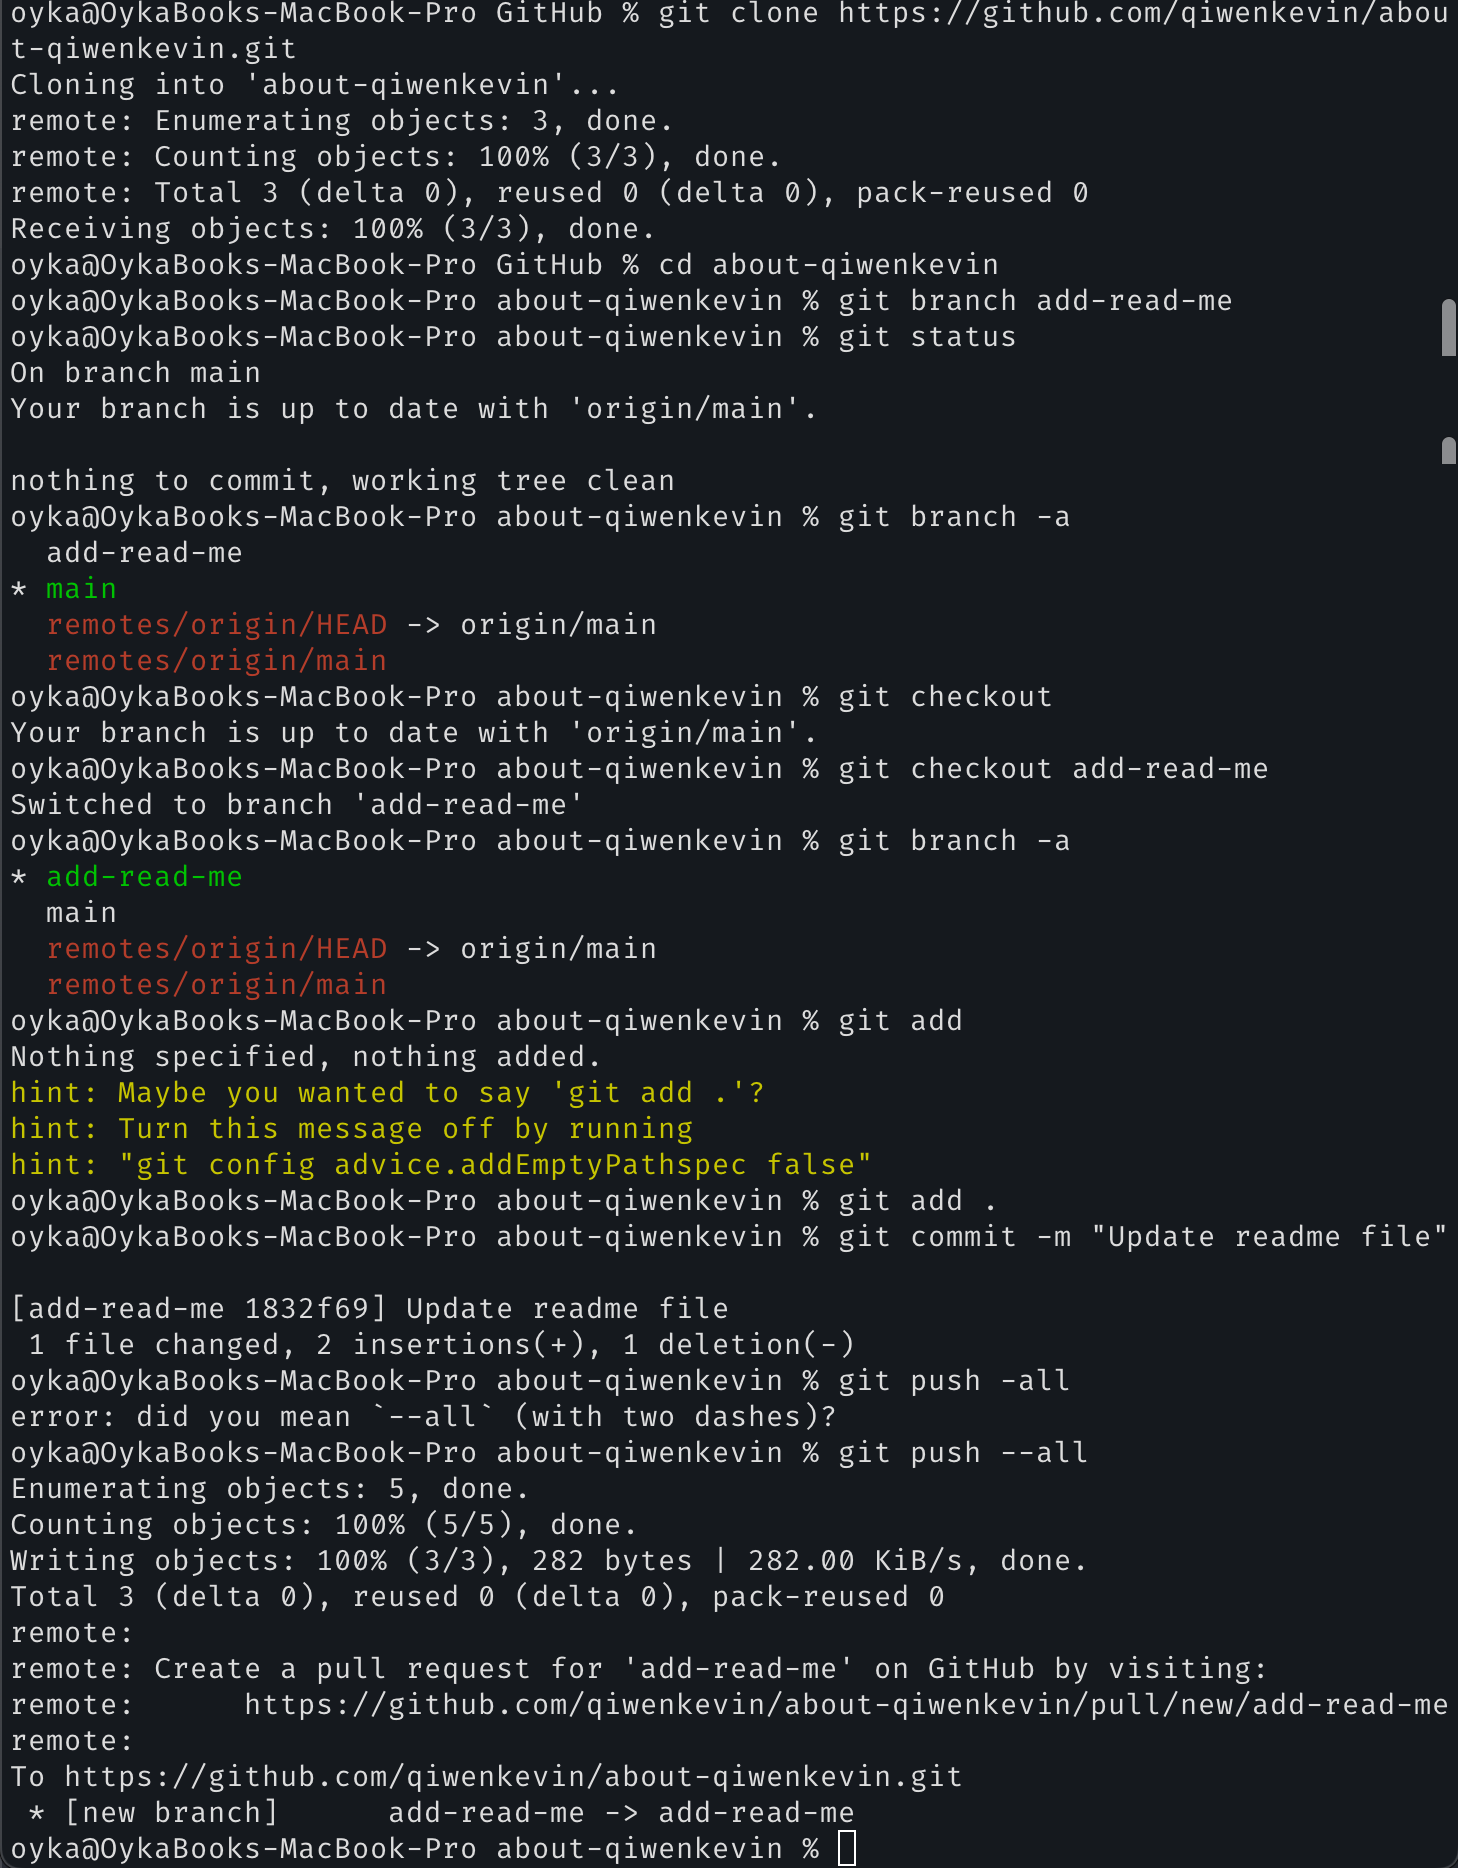 oyka@OykaBooks-MacBook-Pro GitHub % git clone https://github.com/qiwenkevin/abou
t-qiwenkevin.git
Cloning into 'about-qiwenkevin'...
remote: Enumerating objects: 3, done.
remote: Counting objects: 100% (3/3), done.
remote: Total 3 (delta 0), reused 0 (delta 0), pack-reused 0
Receiving objects: 100% (3/3), done.
oyka@OykaBooks-MacBook-Pro GitHub % cd about-qiwenkevin
oyka@OykaBooks-MacBook-Pro about-qiwenkevin % git branch add-read-me
oyka@OykaBooks-MacBook-Pro about-qiwenkevin % git status
On branch main
Your branch is up to date with 'origin/main'.

nothing to commit, working tree clean
oyka@OykaBooks-MacBook-Pro about-qiwenkevin % git branch -a
  add-read-me
* main
  remotes/origin/HEAD -> origin/main
  remotes/origin/main
oyka@OykaBooks-MacBook-Pro about-qiwenkevin % git checkout
Your branch is up to date with 'origin/main'.
oyka@OykaBooks-MacBook-Pro about-qiwenkevin % git checkout add-read-me
Switched to branch 'add-read-me'
oyka@OykaBooks-MacBook-Pro about-qiwenkevin % git branch -a
* add-read-me
  main
  remotes/origin/HEAD -> origin/main
  remotes/origin/main
oyka@OykaBooks-MacBook-Pro about-qiwenkevin % git add
Nothing specified, nothing added.
hint: Maybe you wanted to say 'git add .'?
hint: Turn this message off by running
hint: "git config advice.addEmptyPathspec false"
oyka@OykaBooks-MacBook-Pro about-qiwenkevin % git add .
oyka@OykaBooks-MacBook-Pro about-qiwenkevin % git commit -m "Update readme file"

[add-read-me 1832f69] Update readme file
 1 file changed, 2 insertions(+), 1 deletion(-)
oyka@OykaBooks-MacBook-Pro about-qiwenkevin % git push -all
error: did you mean `--all` (with two dashes)?
oyka@OykaBooks-MacBook-Pro about-qiwenkevin % git push --all
Enumerating objects: 5, done.
Counting objects: 100% (5/5), done.
Writing objects: 100% (3/3), 282 bytes | 282.00 KiB/s, done.
Total 3 (delta 0), reused 0 (delta 0), pack-reused 0
remote:
remote: Create a pull request for 'add-read-me' on GitHub by visiting:
remote:      https://github.com/qiwenkevin/about-qiwenkevin/pull/new/add-read-me
remote:
To https://github.com/qiwenkevin/about-qiwenkevin.git
 * [new branch]      add-read-me -> add-read-me
oyka@OykaBooks-MacBook-Pro about-qiwenkevin %